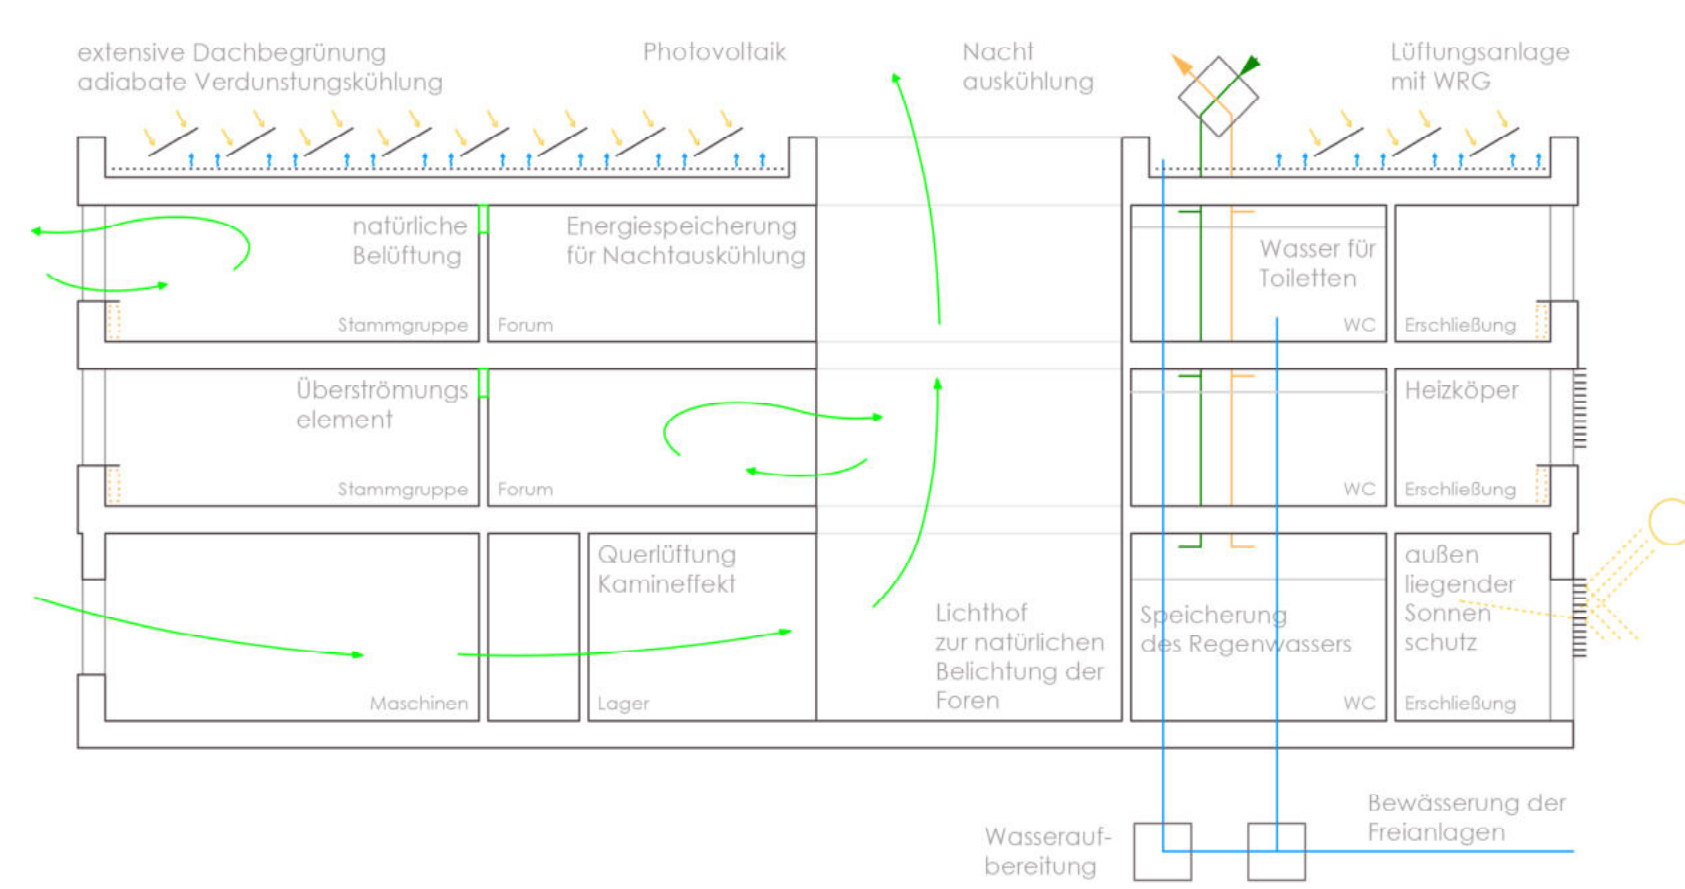 extensive Dachbegrünung
adiabate Verdunstungskühlung
Photovoltaik
Nacht
auskühlung
Lüftungsanlage
mit WRG
natürliche
Belüftung
Energiespeicherung
für Nachtauskühlung
Wasser für
Toiletten
Stammgruppe
Forum
WC
Erschließung
Überströmungs
element
Heizköper
Stammgruppe
Forum
WC
Erschließung
Querlüftung
Kamineffekt
außen
liegender
Sonnen
schutz
Lichthof
zur natürlichen
Belichtung der
Foren
Speicherung
des Regenwassers
Maschinen
Lager
WC
Erschließung
Bewässerung der
Freianlagen
Wasserauf-
bereitung